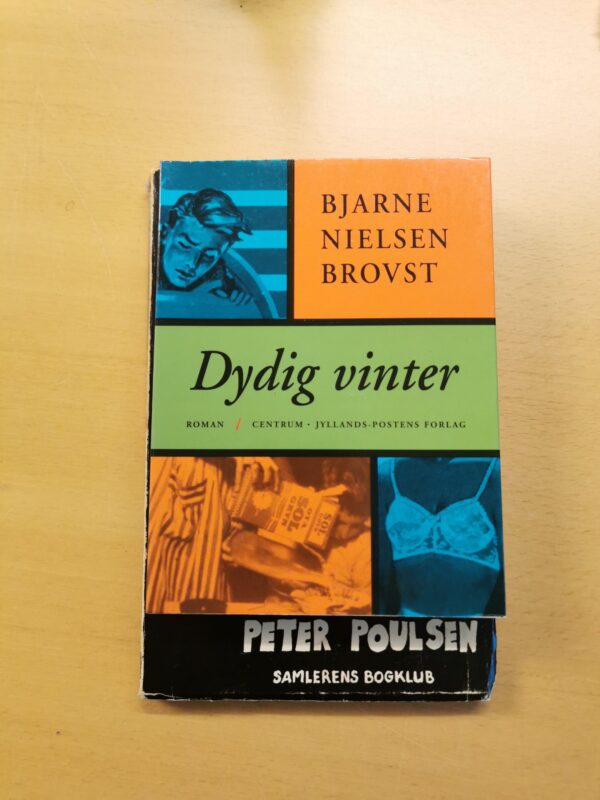 BJARNE
NIELSEN
BROVST
Dydig vinter
ROMAN / CENTRUM · JYLLANDS-POSTENS FORLAG
PETER POULSEN
SAMLERENS BOGKLUB